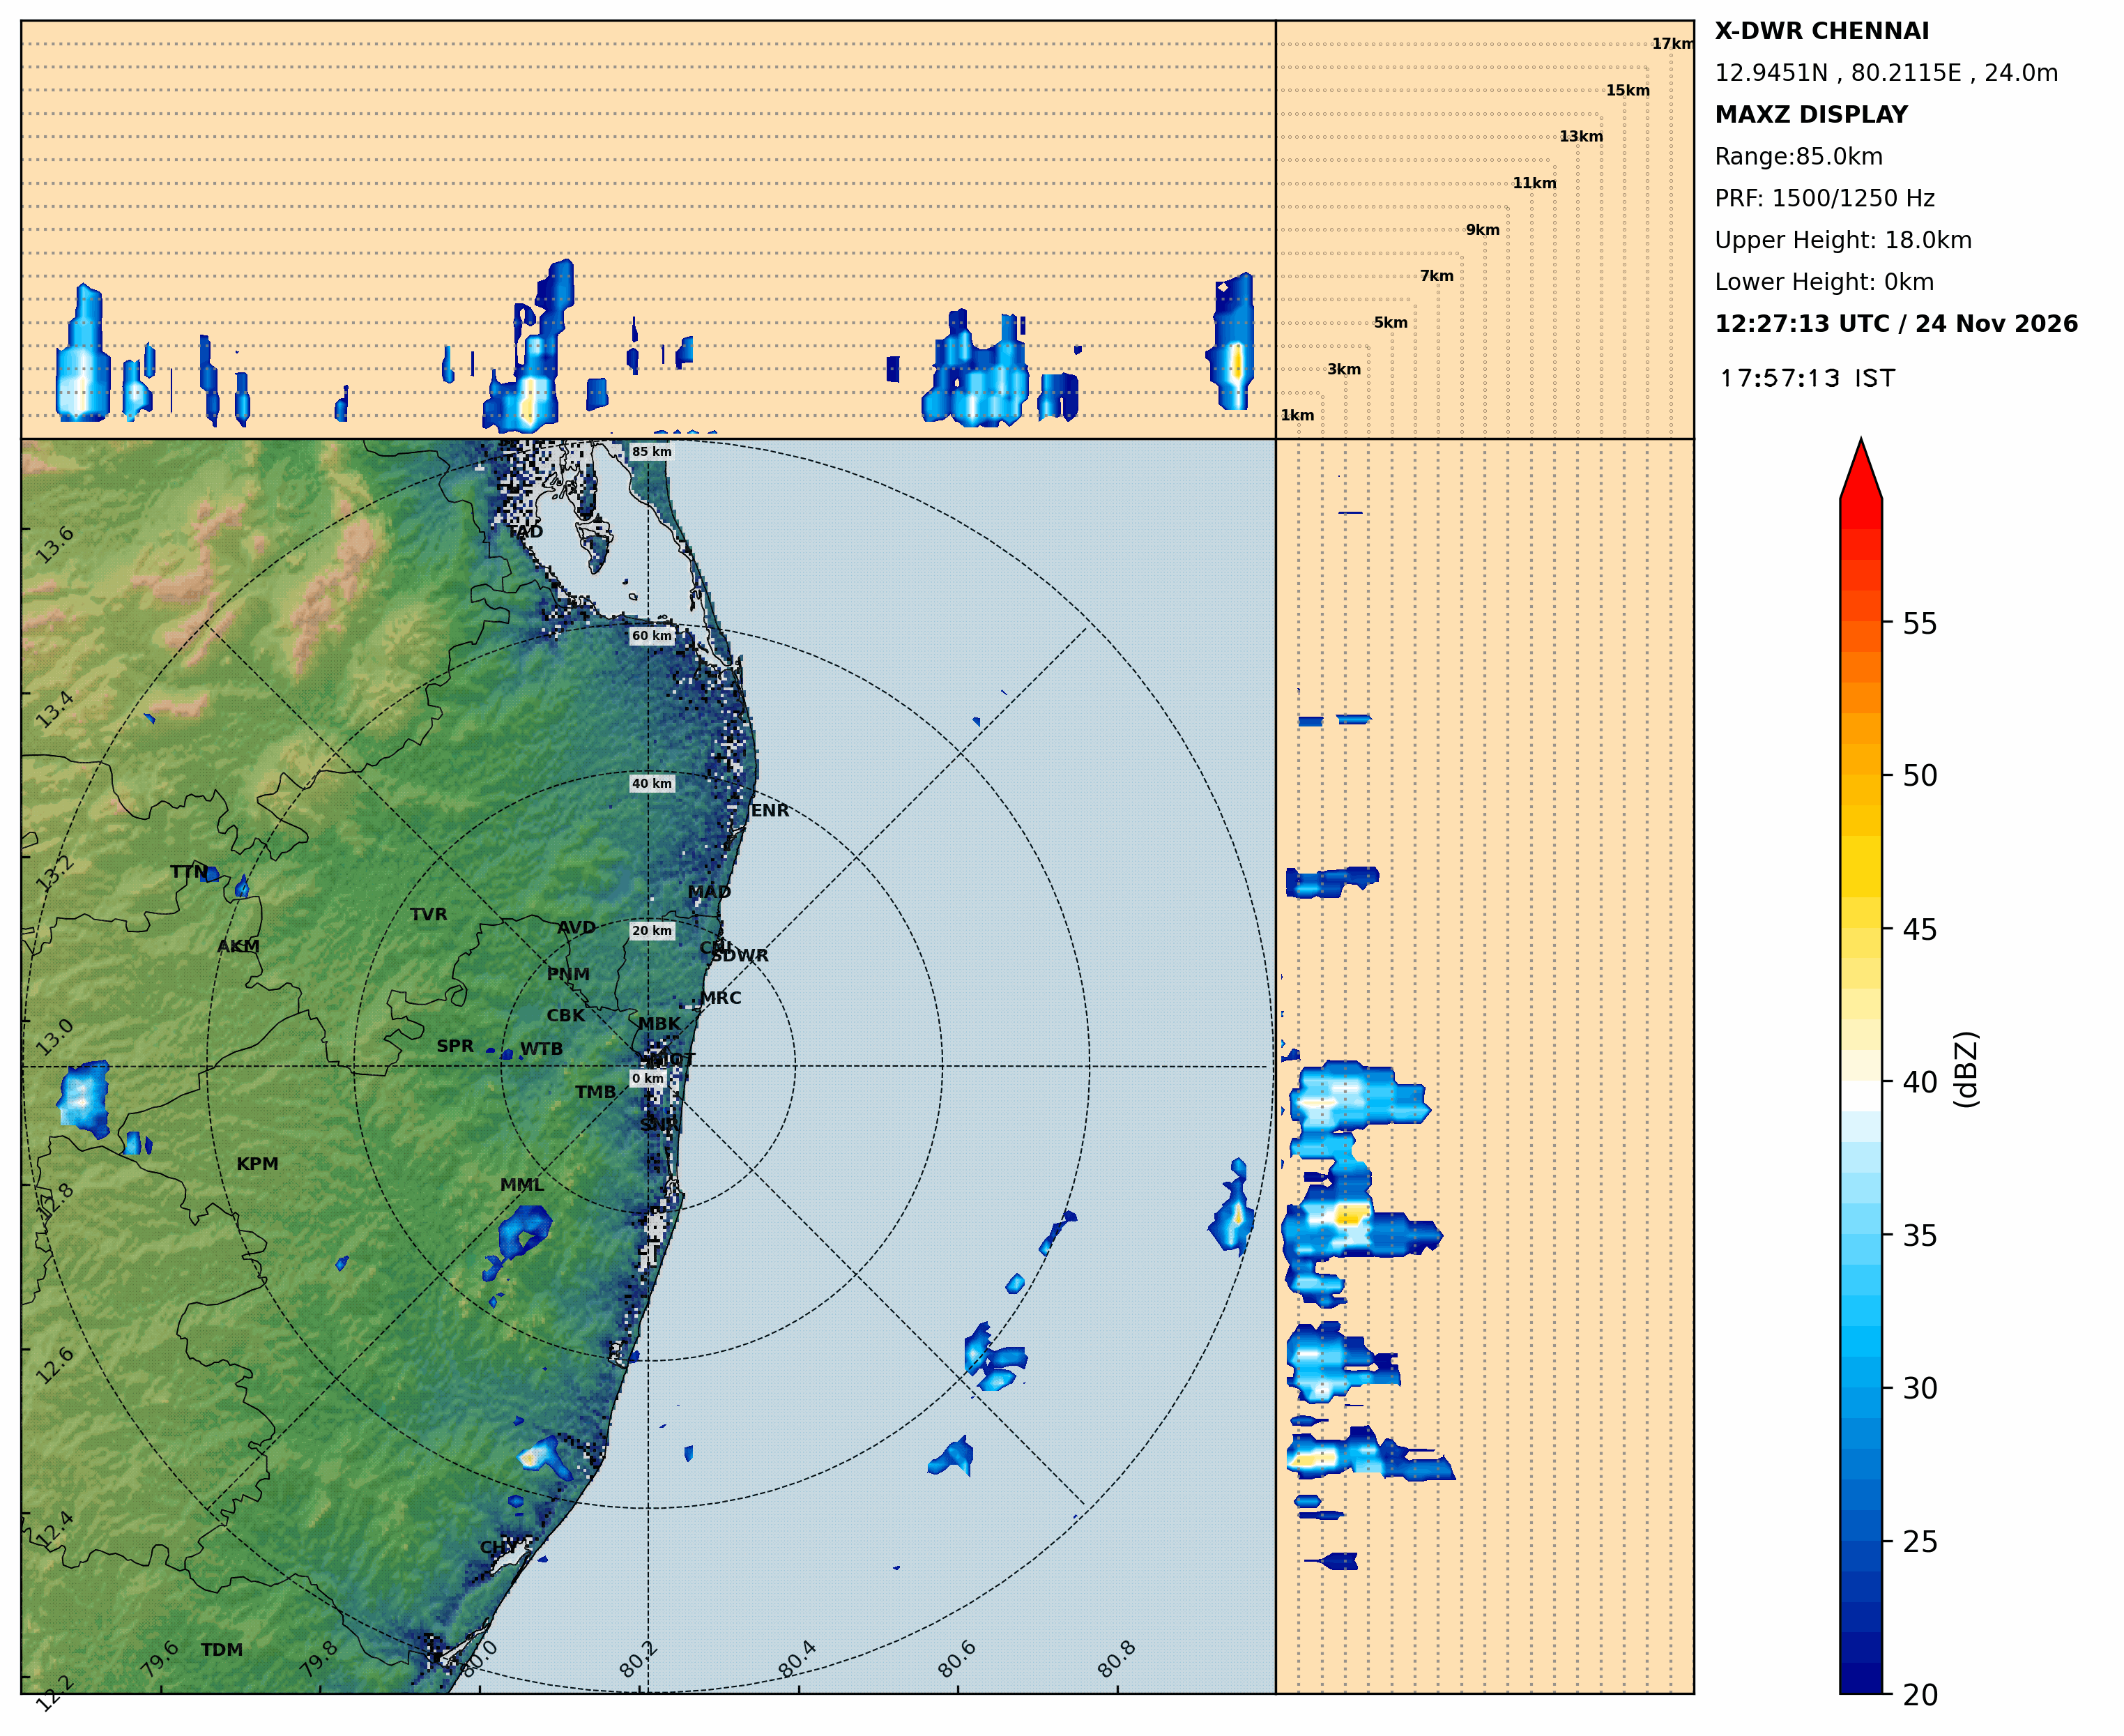 X-DWR CHENNAI
12.9451N , 80.2115E , 24.0m
MAXZ DISPLAY
Range:85.0km
PRF: 1500/1250 Hz
Upper Height: 18.0km
Lower Height: 0km
12:27:13 UTC / 24 Nov 2026
17:57:13 IST
17km
15km
13km
11km
9km
7km
5km
3km
1km
85 km
TAD
13.6
60 km
13.4
40 km
ENR
13.2
TTN
MAD
TVR
AVD
20 km
AKM
CNI
SDWR
PNM
MRC
CBK
MBK
13.0
SPR
WTB
0 km
TMB
SNR
KPM
MML
12.8
12.6
12.4
CHY
TDM
12.2
79.6
79.8
80.0
80.2
80.4
80.6
80.8
55
50
45
40
35
30
25
20
(dBZ)